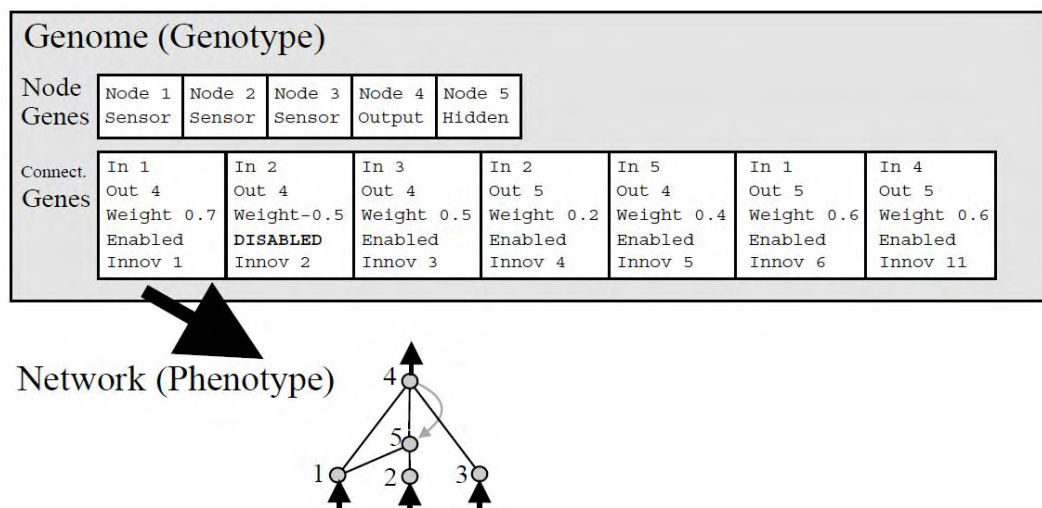 Genome (Genotype)
Node Genes
Node 1 Node 2 Node 3 Node 4 Node 5
Sensor Sensor Sensor Output Hidden
Connect. Genes
In 1 In 2 In 3 In 2 In 5 In 1 In 4
Out 4 Out 4 Out 4 Out 5 Out 4 Out 5 Out 5
Weight 0.7 Weight-0.5 Weight 0.5 Weight 0.2 Weight 0.4 Weight 0.6 Weight 0.6
Enabled DISABLED Enabled Enabled Enabled Enabled Enabled
Innov 1 Innov 2 Innov 3 Innov 4 Innov 5 Innov 6 Innov 11
Network (Phenotype)
4
5
1 2 3